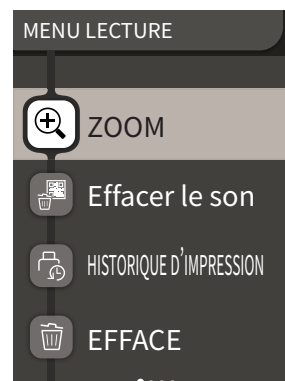 MENU LECTURE
ZOOM
Effacer le son
HISTORIQUE D'IMPRESSION
EFFACE